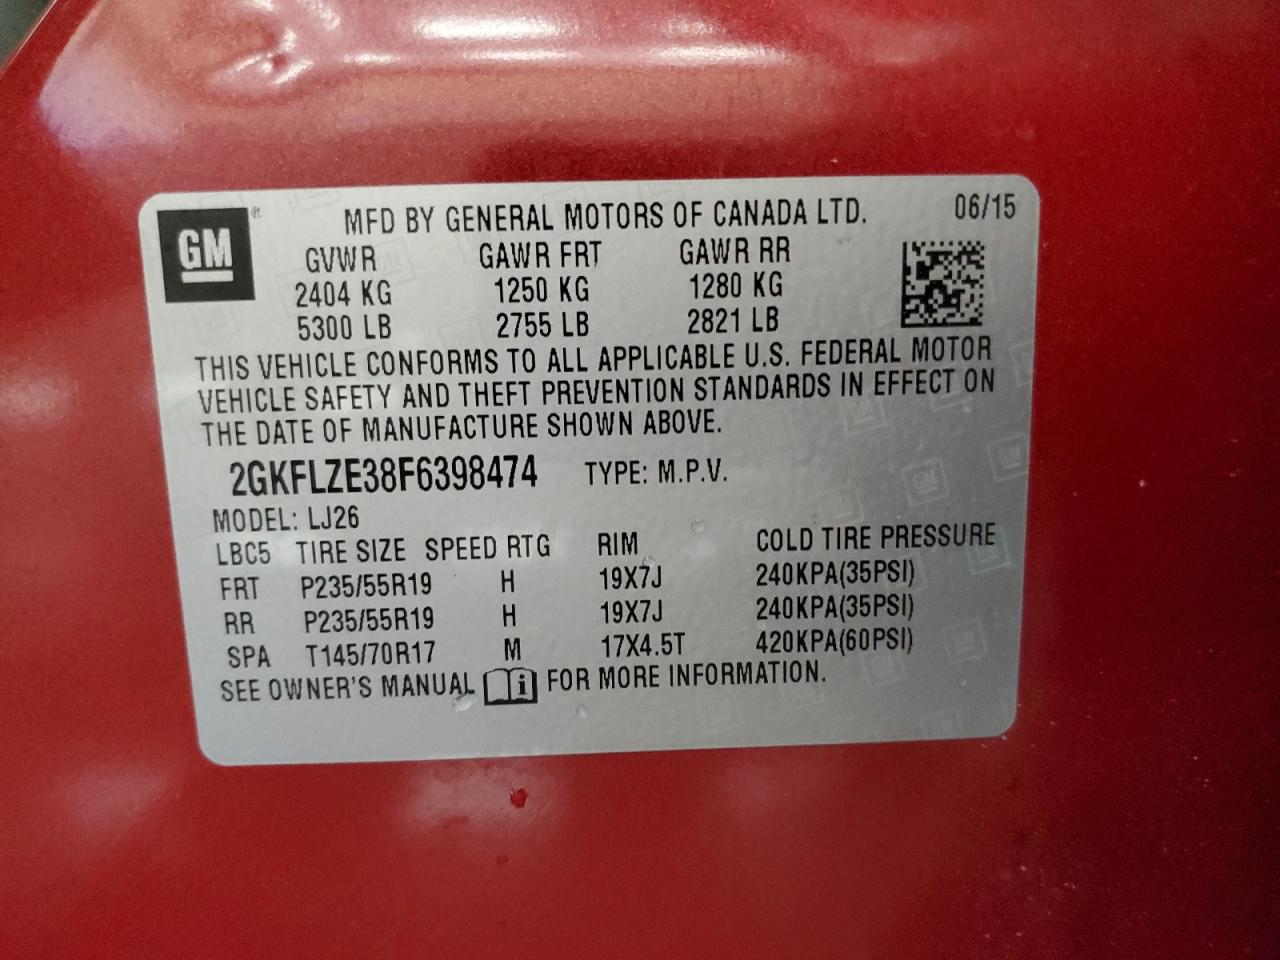 GM ® MFD BY GENERAL MOTORS OF CANADA LTD. 06/15
GVWR GAWR FRT GAWR RR
2404 KG 1250 KG 1280 KG
5300 LB 2755 LB 2821 LB
THIS VEHICLE CONFORMS TO ALL APPLICABLE U.S. FEDERAL MOTOR
VEHICLE SAFETY AND THEFT PREVENTION STANDARDS IN EFFECT ON
THE DATE OF MANUFACTURE SHOWN ABOVE.
2GKFLZE38F6398474 TYPE: M.P.V.
MODEL: LJ26
LBC5 TIRE SIZE SPEED RTG RIM COLD TIRE PRESSURE
FRT P235/55R19 H 19X7J 240KPA(35PSI)
RR P235/55R19 H 19X7J 240KPA(35PSI)
SPA T145/70R17 M 17X4.5T 420KPA(60PSI)
SEE OWNER'S MANUAL i FOR MORE INFORMATION.